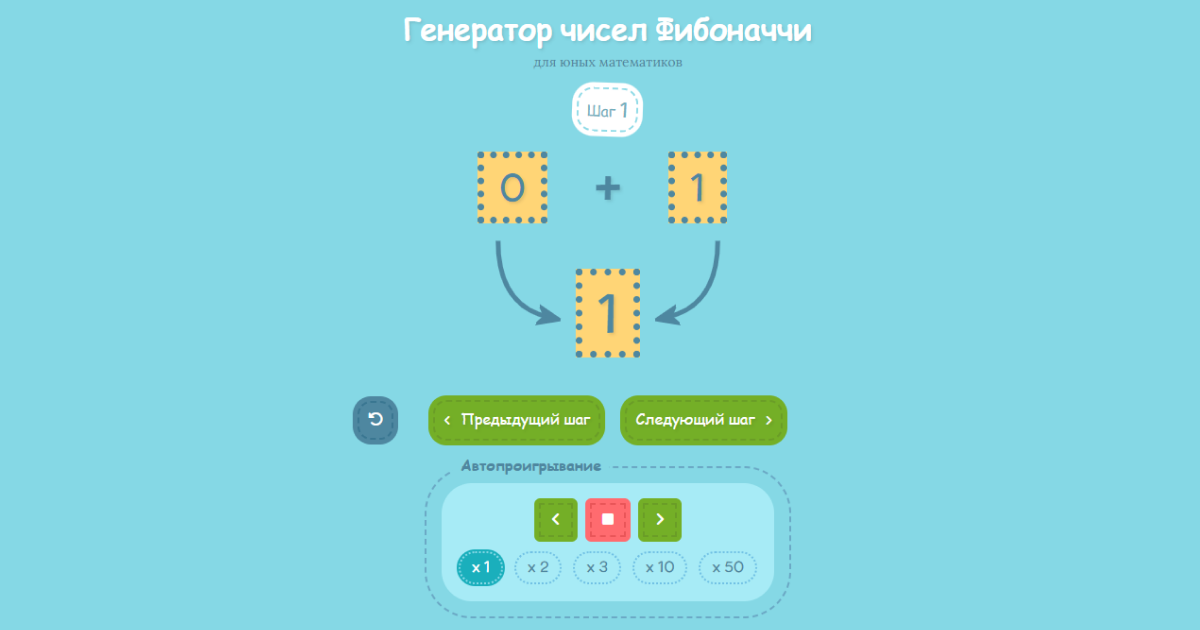 Генератор чисел Фибоначчи
для юных математиков
Шаг 1
0 + 1
1
Предыдущий шаг
Следующий шаг
Автопроигрывание
x 1 x 2 x 3 x 10 x 50